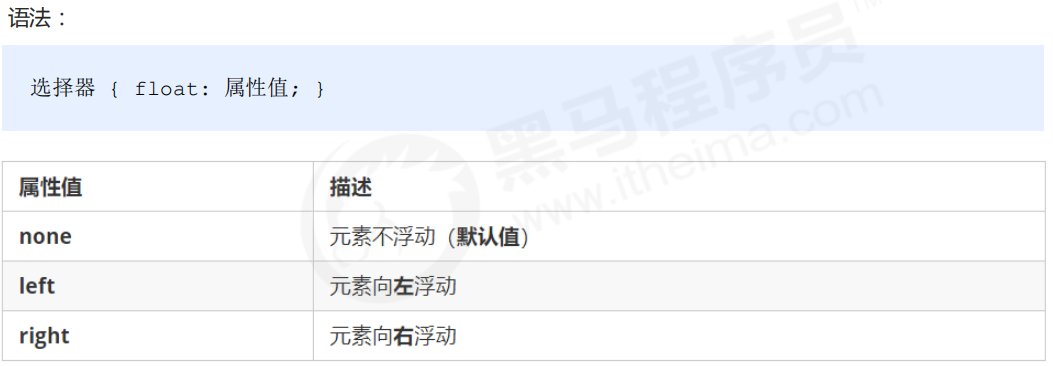 语法：
选择器 { float: 属性值; }
属性值 描述
none 元素不浮动（默认值）
left 元素向左浮动
right 元素向右浮动
黑马程序员™
www.itheima.com